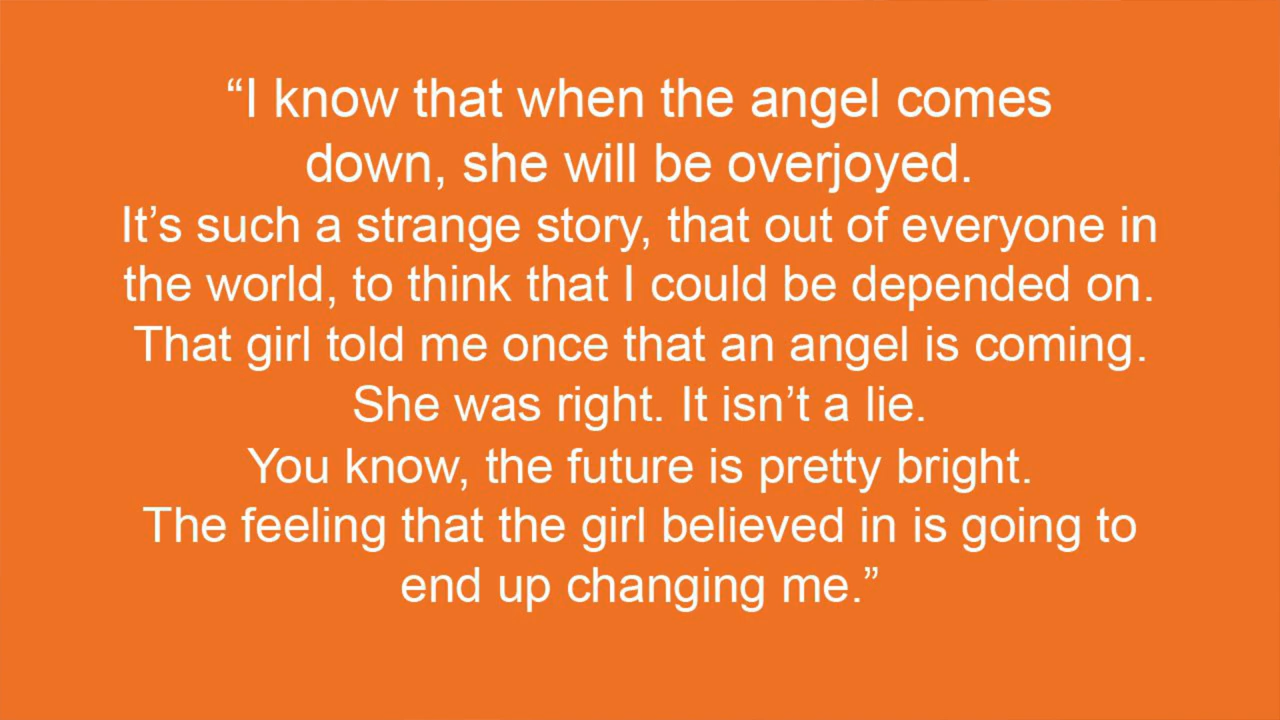 “I know that when the angel comes
down, she will be overjoyed.
It’s such a strange story, that out of everyone in
the world, to think that I could be depended on.
That girl told me once that an angel is coming.
She was right. It isn’t a lie.
You know, the future is pretty bright.
The feeling that the girl believed in is going to
end up changing me.”